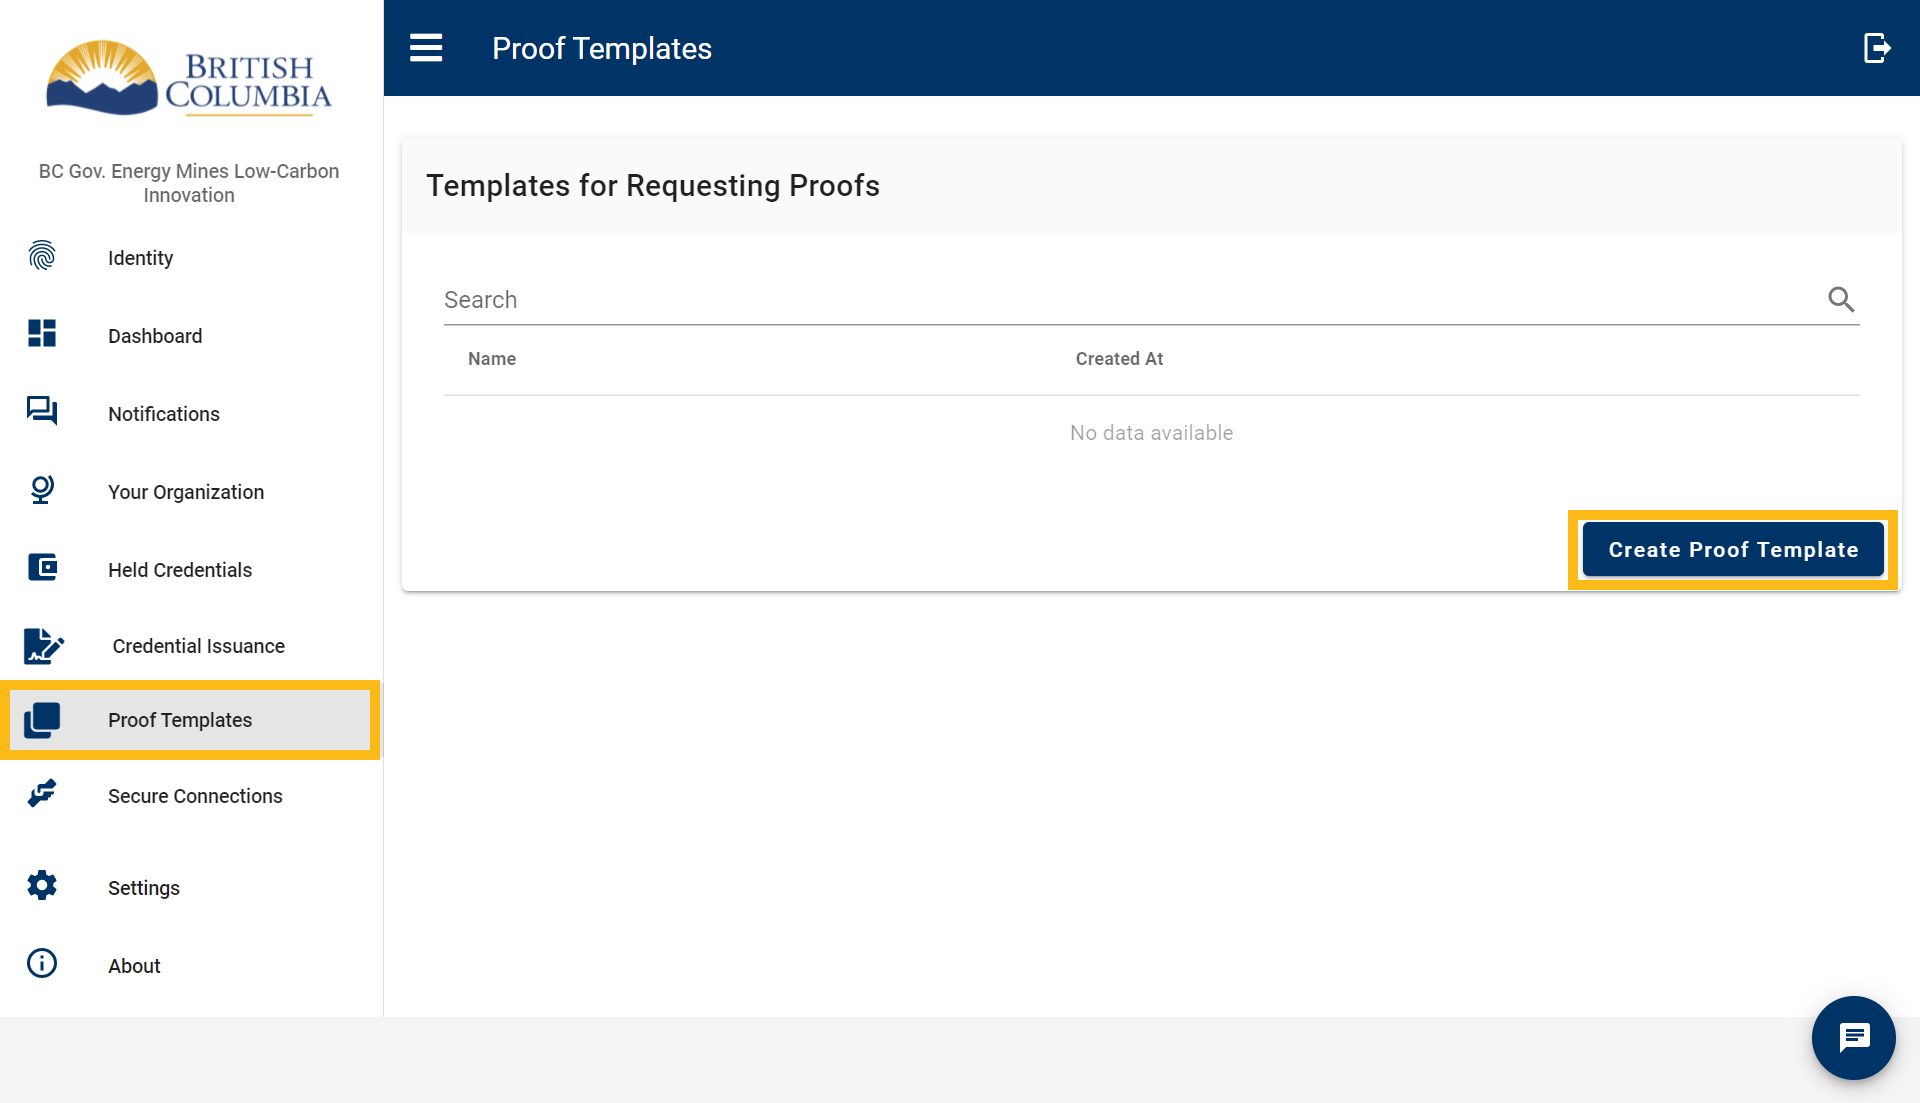 BRITISH
COLUMBIA
BC Gov. Energy Mines Low-Carbon
Innovation
Identity
Dashboard
Notifications
Your Organization
Held Credentials
Credential Issuance
Proof Templates
Secure Connections
Settings
About
Proof Templates
Templates for Requesting Proofs
Search
Name Created At
No data available
Create Proof Template